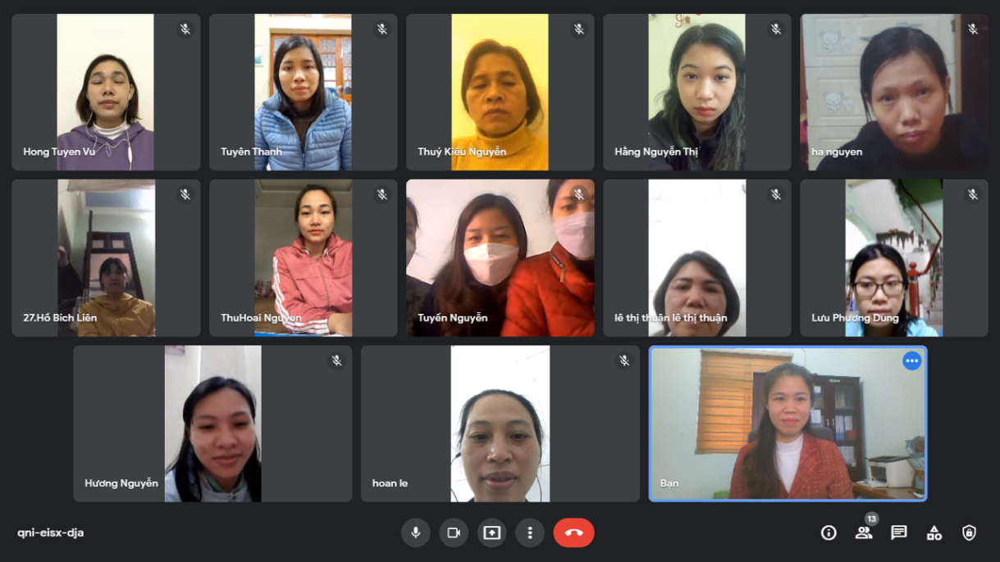 Hong Tuyen Vu
Tuyên Thanh
Thuý Kiều Nguyễn
Hằng Nguyễn Thị
ha nguyen
27.Hồ Bích Liên
ThuHoai Nguyen
Tuyến Nguyễn
lê thị thuận lê thị thuận
Lưu Phương Dung
Hương Nguyễn
hoan le
Bạn
13
qni-eisx-dja